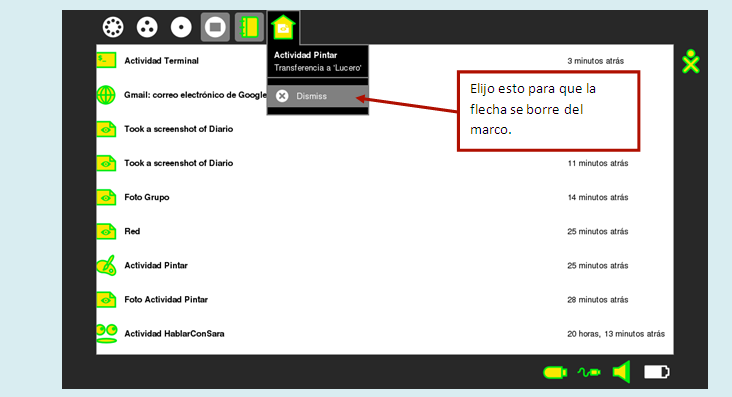 Actividad Pintar
Transferencia a 'Lucero'
Dismiss
Elijo esto para que la
flecha se borre del
marco.
Actividad Terminal 3 minutos atrás
Gmail: correo electrónico de Google
Took a screenshot of Diario
Took a screenshot of Diario 11 minutos atrás
Foto Grupo 14 minutos atrás
Red 25 minutos atrás
Actividad Pintar 25 minutos atrás
Foto Actividad Pintar 28 minutos atrás
Actividad HablarConSara 20 horas, 13 minutos atrás